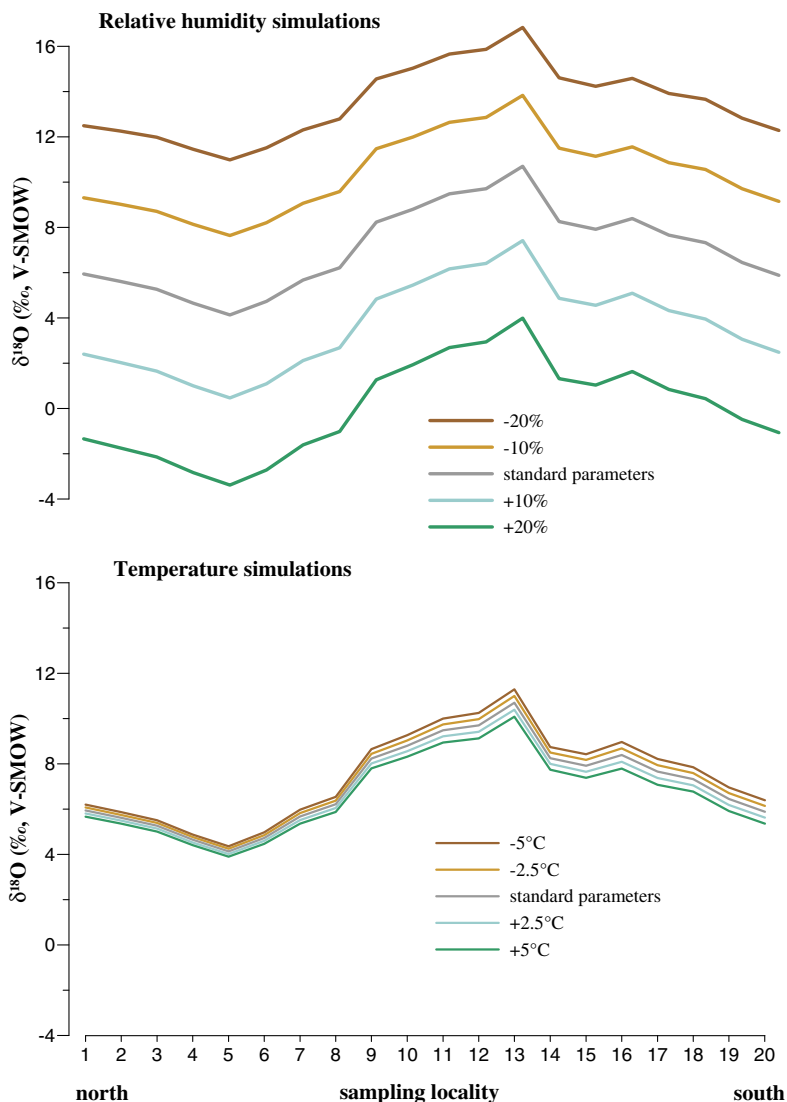 Relative humidity simulations
16
12
8
4
0
-4
δ¹⁸O (‰, V-SMOW)
-20%
-10%
standard parameters
+10%
+20%
Temperature simulations
16
12
8
4
0
-4
δ¹⁸O (‰, V-SMOW)
-5°C
-2.5°C
standard parameters
+2.5°C
+5°C
1 2 3 4 5 6 7 8 9 10 11 12 13 14 15 16 17 18 19 20
north sampling locality south